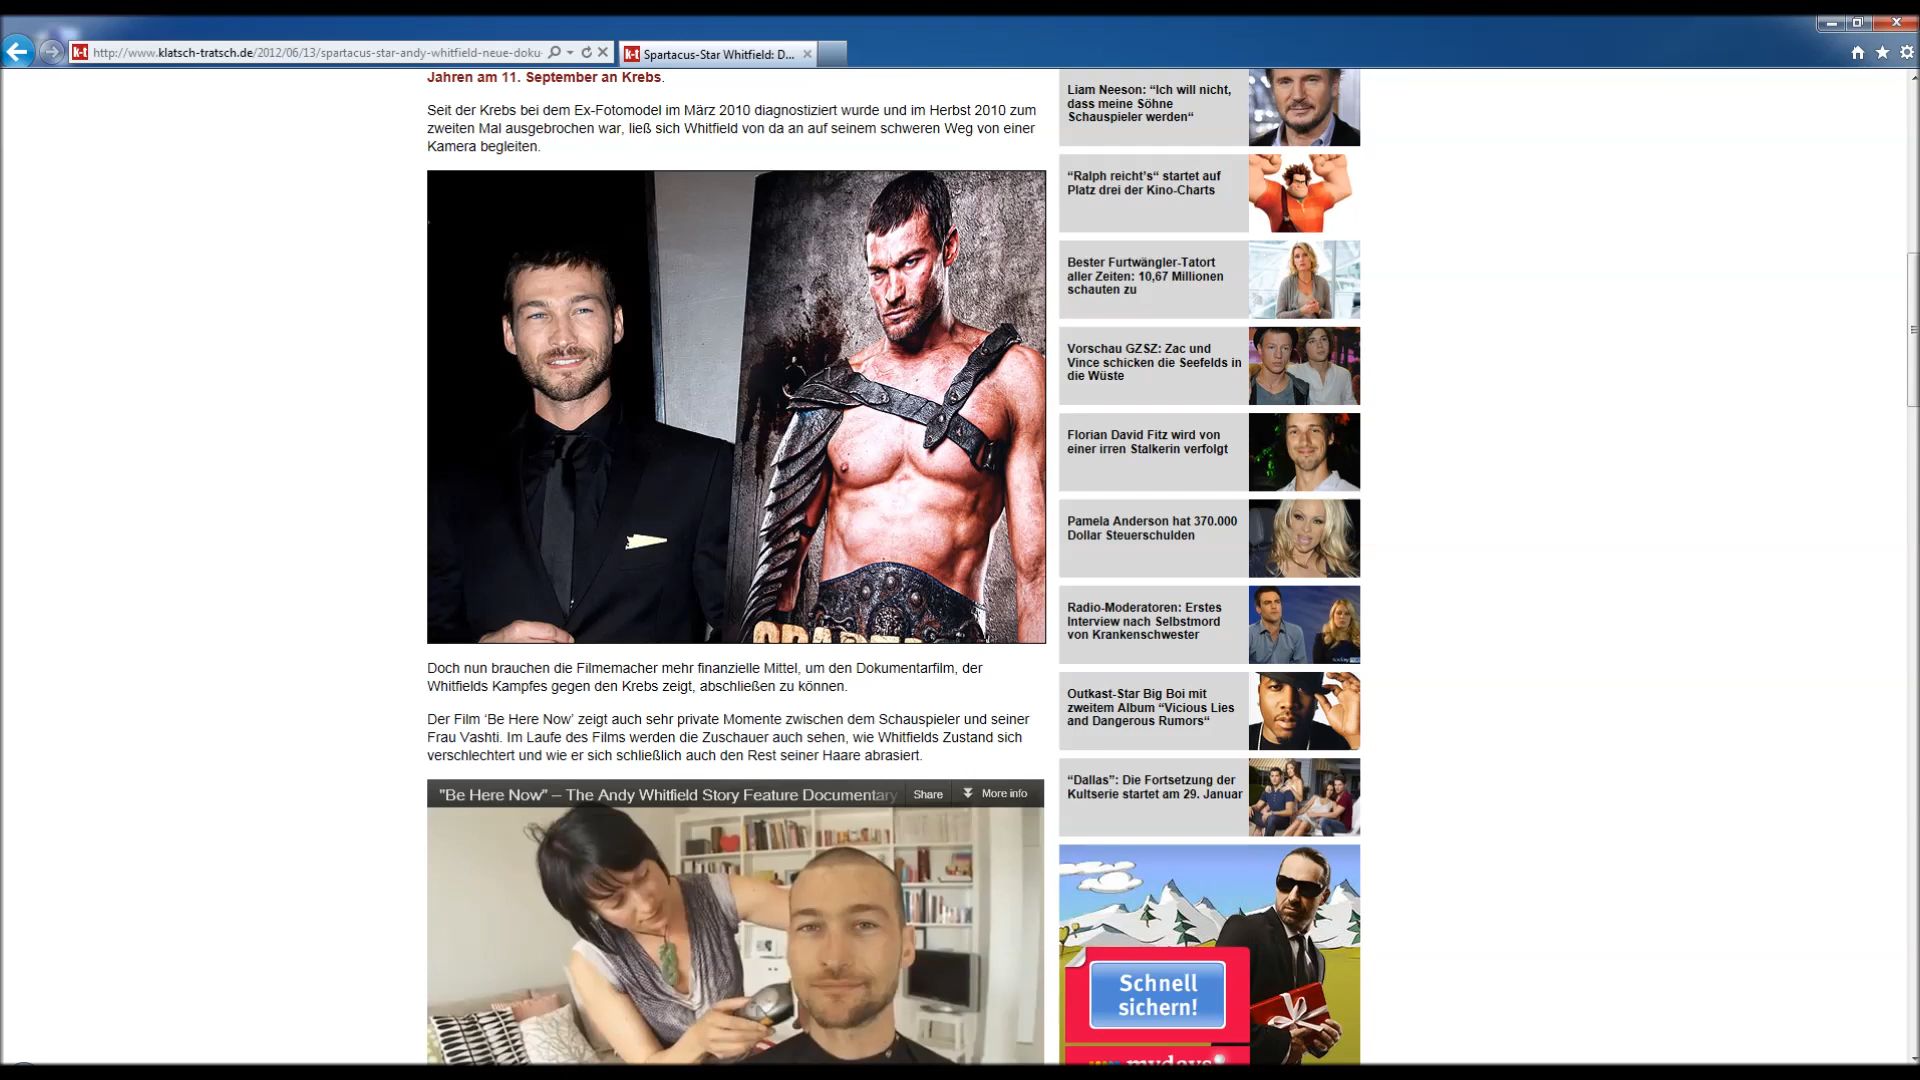 k-t http://www.klatsch-tratsch.de/2012/06/13/spartacus-star-andy-whitfield-neue-doku-
k-t Spartacus-Star Whitfield: D...
Jahren am 11. September an Krebs.
Seit der Krebs bei dem Ex-Fotomodel im März 2010 diagnostiziert wurde und im Herbst 2010 zum
zweiten Mal ausgebrochen war, ließ sich Whitfield von da an auf seinem schweren Weg von einer
Kamera begleiten.
Doch nun brauchen die Filmemacher mehr finanzielle Mittel, um den Dokumentarfilm, der
Whitfields Kampfes gegen den Krebs zeigt, abschließen zu können.
Der Film ‘Be Here Now’ zeigt auch sehr private Momente zwischen dem Schauspieler und seiner
Frau Vashti. Im Laufe des Films werden die Zuschauer auch sehen, wie Whitfields Zustand sich
verschlechtert und wie er sich schließlich auch den Rest seiner Haare abrasiert.
"Be Here Now" – The Andy Whitfield Story Feature Documentary
Share
More info
Liam Neeson: “Ich will nicht,
dass meine Söhne
Schauspieler werden“
“Ralph reicht’s“ startet auf
Platz drei der Kino-Charts
Bester Furtwängler-Tatort
aller Zeiten: 10,67 Millionen
schauten zu
Vorschau GZSZ: Zac und
Vince schicken die Seefelds in
die Wüste
Florian David Fitz wird von
einer irren Stalkerin verfolgt
Pamela Anderson hat 370.000
Dollar Steuerschulden
Radio-Moderatoren: Erstes
Interview nach Selbstmord
von Krankenschwester
Outkast-Star Big Boi mit
zweitem Album “Vicious Lies
and Dangerous Rumors“
“Dallas”: Die Fortsetzung der
Kultserie startet am 29. Januar
Schnell
sichern!
mydays